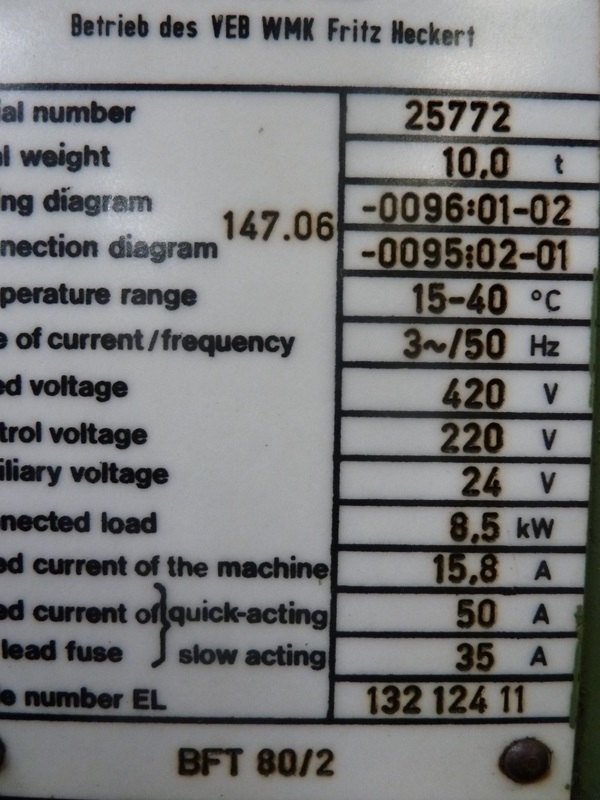 Betrieb des VEB WMK Fritz Heckert
ial number 25772
l weight 10,0 t
ing diagram 147.06 -0096:01-02
nection diagram -0095:02-01
perature range 15-40 °C
e of current/frequency 3~/50 Hz
ed voltage 420 V
trol voltage 220 V
iliary voltage 24 V
nected load 8,5 kW
ed current of the machine 15,8 A
ed current of } quick-acting 50 A
lead fuse } slow acting 35 A
e number EL 132 124 11
BFT 80/2